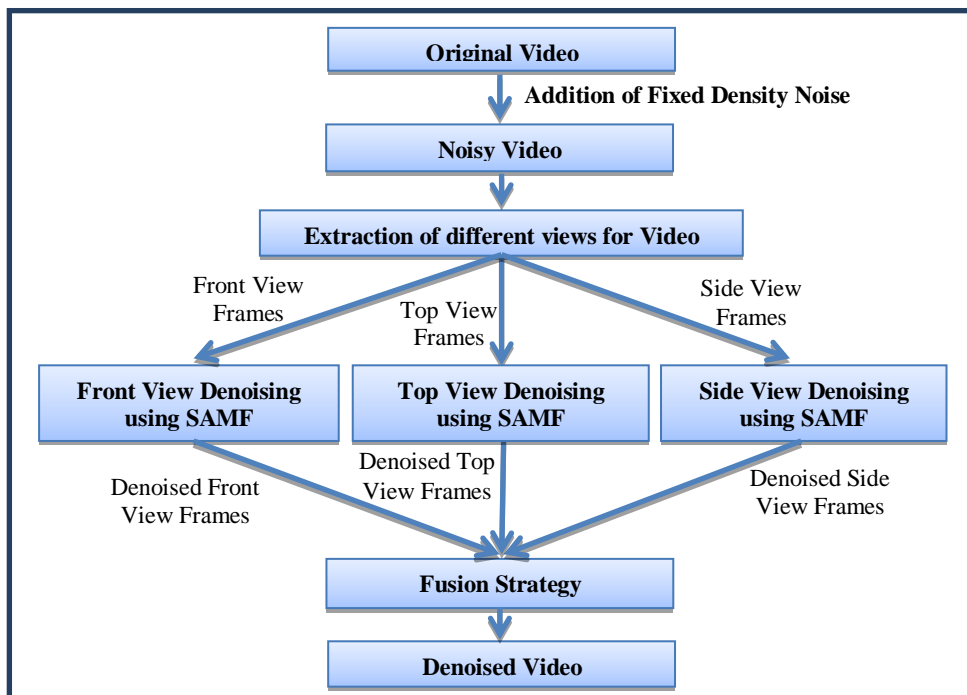 Original Video
Addition of Fixed Density Noise
Noisy Video
Extraction of different views for Video
Front View
Frames
Top View
Frames
Side View
Frames
Front View Denoising
using SAMF
Top View Denoising
using SAMF
Side View Denoising
using SAMF
Denoised Front
View Frames
Denoised Top
View Frames
Denoised Side
View Frames
Fusion Strategy
Denoised Video